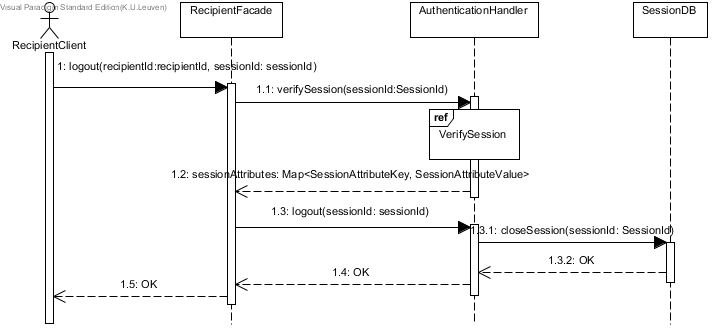 Visual Paradigm Standard Edition(K.U.Leuven)
RecipientClient
RecipientFacade
AuthenticationHandler
SessionDB
1: logout(recipientId:recipientId, sessionId: sessionId)
1.1: verifySession(sessionId:SessionId)
ref
VerifySession
1.2: sessionAttributes: Map<SessionAttributeKey, SessionAttributeValue>
1.3: logout(sessionId: sessionId)
1.3.1: closeSession(sessionId: SessionId)
1.3.2: OK
1.4: OK
1.5: OK